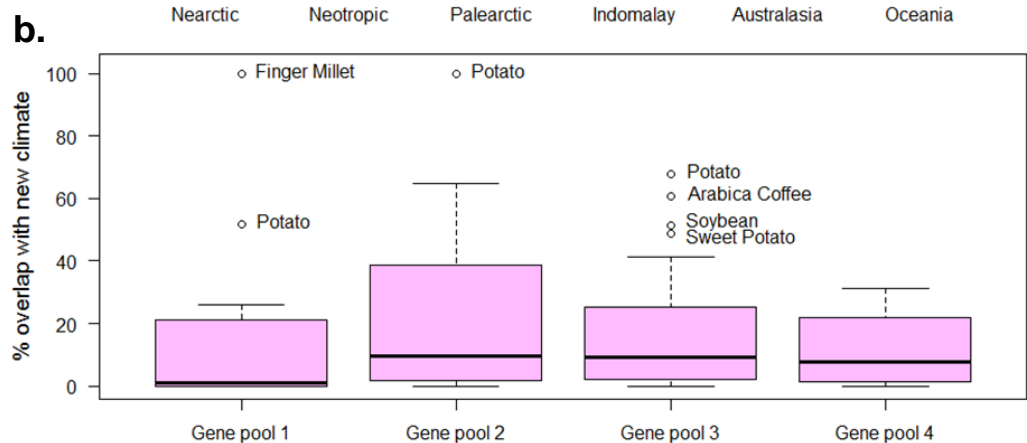 Nearctic Neotropic Palearctic Indomalay Australasia Oceania
b.
% overlap with new climate
100
80
60
40
20
0
Finger Millet
Potato
Potato
Potato
Arabica Coffee
Soybean
Sweet Potato
Gene pool 1 Gene pool 2 Gene pool 3 Gene pool 4